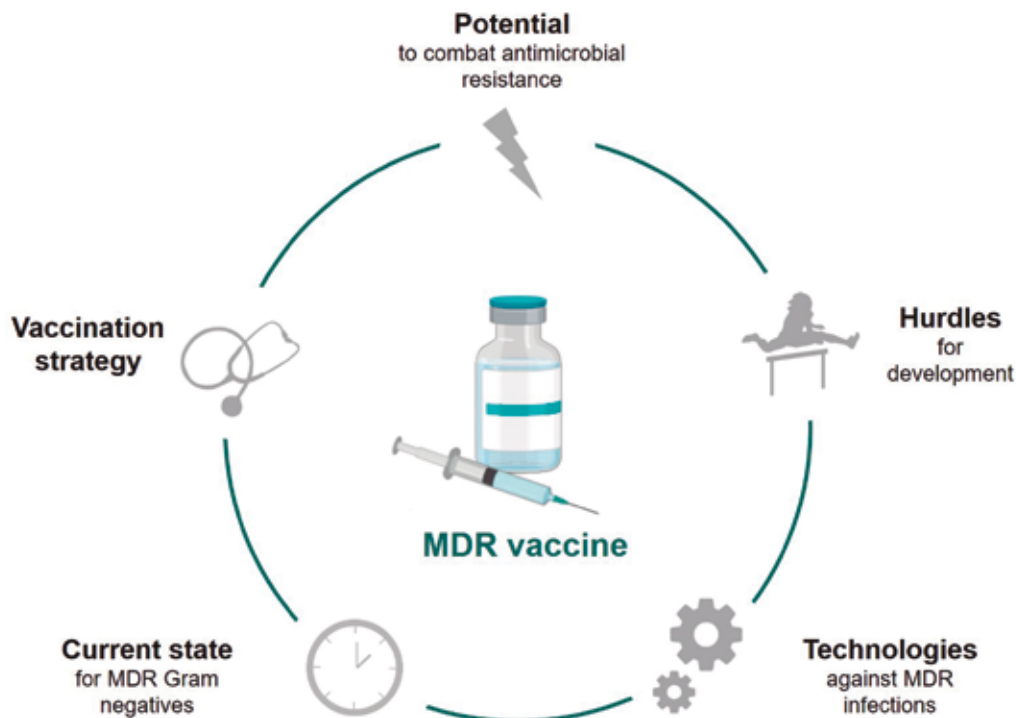 Potential
to combat antimicrobial
resistance
Hurdles
for
development
Vaccination
strategy
MDR vaccine
Current state
for MDR Gram
negatives
Technologies
against MDR
infections